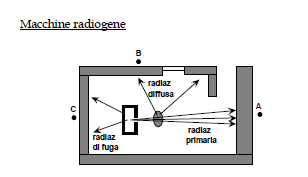 Macchine radiogene
B
radiaz
diffusa
C
A
radiaz
di fuga
radiaz
primaria